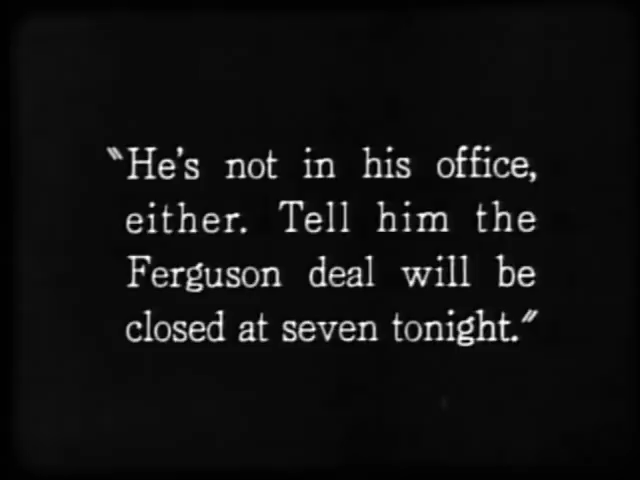 "He's not in his office,
either. Tell him the
Ferguson deal will be
closed at seven tonight."